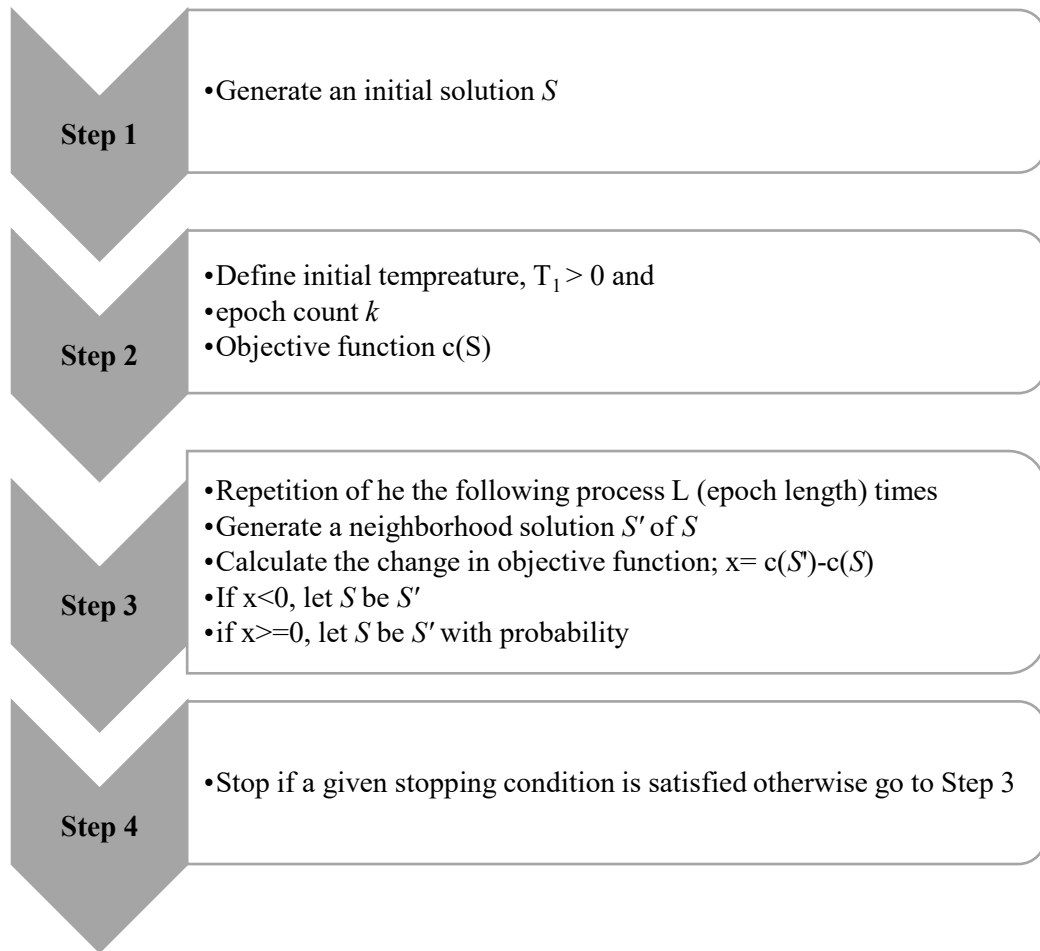 Step 1
•Generate an initial solution S
Step 2
•Define initial tempreature, T₁ > 0 and
•epoch count k
•Objective function c(S)
Step 3
•Repetition of he the following process L (epoch length) times
•Generate a neighborhood solution S′ of S
•Calculate the change in objective function; x= c(S')-c(S)
•If x<0, let S be S′
•if x>=0, let S be S′ with probability
Step 4
•Stop if a given stopping condition is satisfied otherwise go to Step 3